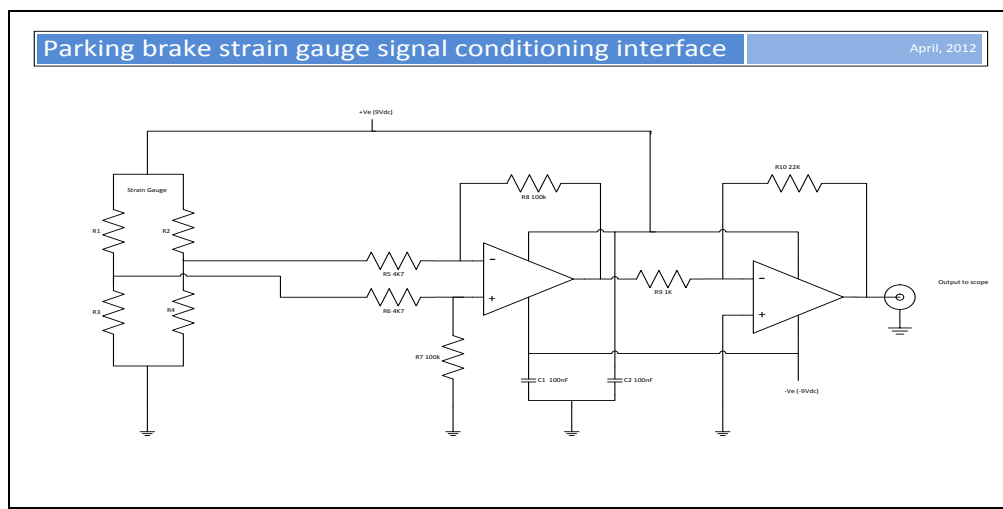 Parking brake strain gauge signal conditioning interface
April, 2012
+Ve (9Vdc)
Strain Gauge
R1
R2
R3
R4
R5 4K7
R6 4K7
R7 100k
R8 100k
−
+
C1 100nF
C2 100nF
R9 1K
R10 22K
−
+
-Ve (-9Vdc)
Output to scope